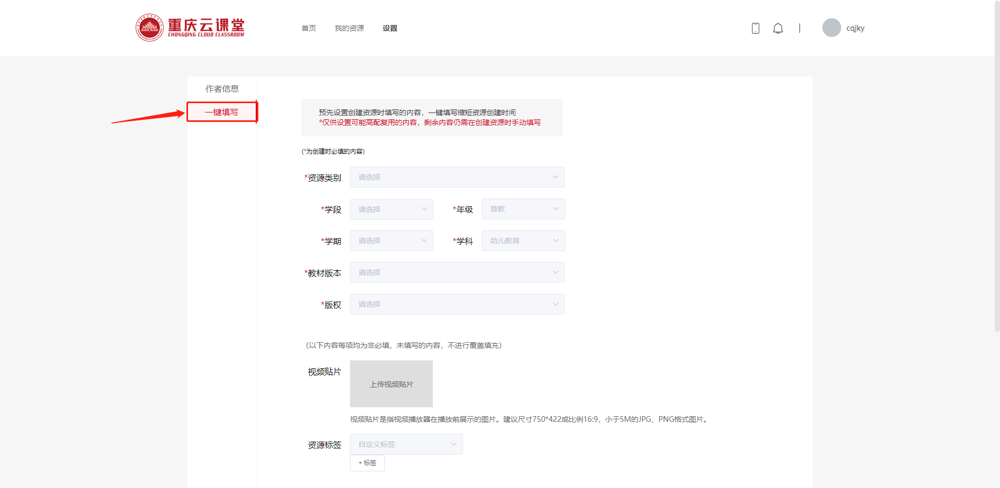 重庆云课堂
CHONGQING CLOUD CLASSROOM
首页 我的资源 设置
cqjky
作者信息
一键填写
预先设置创建资源时填写的内容，一键填写缩短资源创建时间
*仅供设置可能高配复用的内容，剩余内容仍需在创建资源时手动填写
(*为创建时必填的内容)
*资源类别 请选择
*学段 请选择 *年级 普教
*学期 请选择 *学科 幼儿教育
*教材版本 请选择
*版权 请选择
（以下内容每项均为非必填，未填写的内容，不进行覆盖填充）
视频贴片
上传视频贴片
视频贴片是指视频播放器在播放前展示的图片。建议尺寸750*422或比例16:9，小于5M的JPG、PNG格式图片。
资源标签 自定义标签
+ 标签